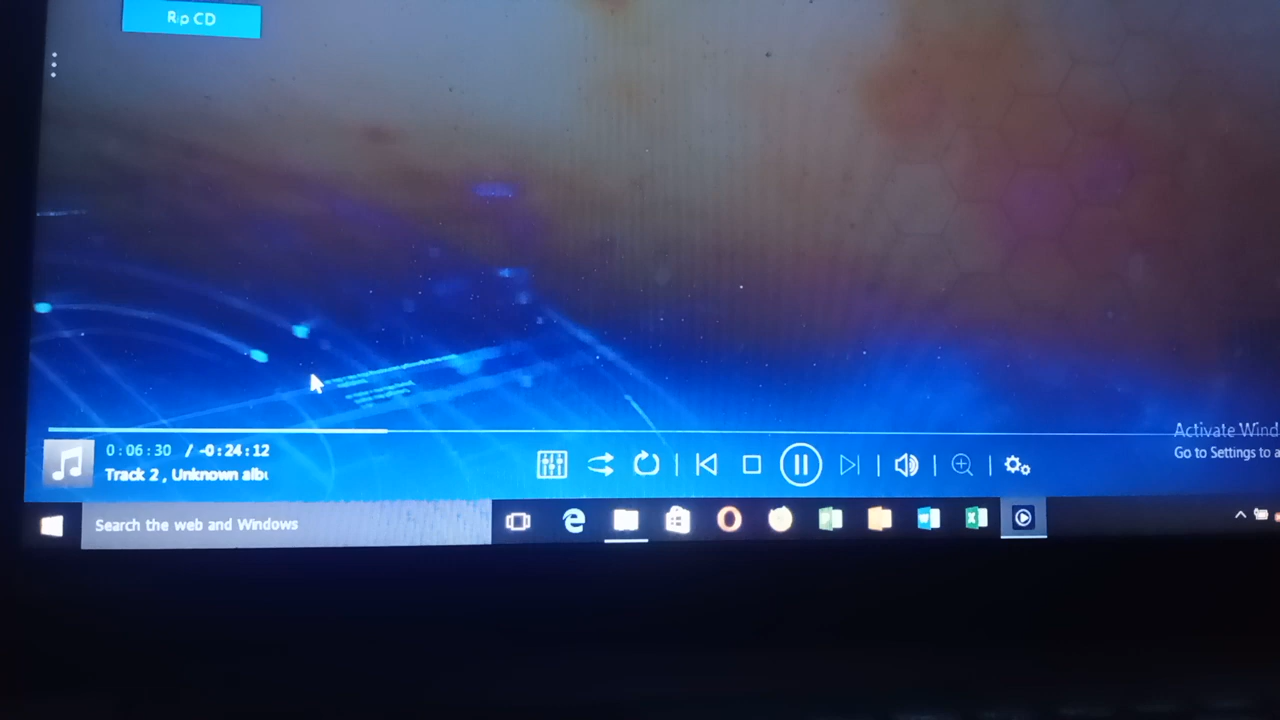 Rip CD
0:06:30 / -0:24:12
Track 2 , Unknown
Activate
Go to Settings to
Search the web and Windows